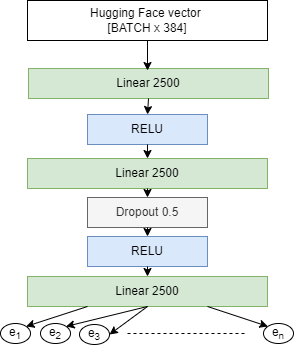 Hugging Face vector
[BATCH x 384]
Linear 2500
RELU
Linear 2500
Dropout 0.5
RELU
Linear 2500
e1 e2 e3 en